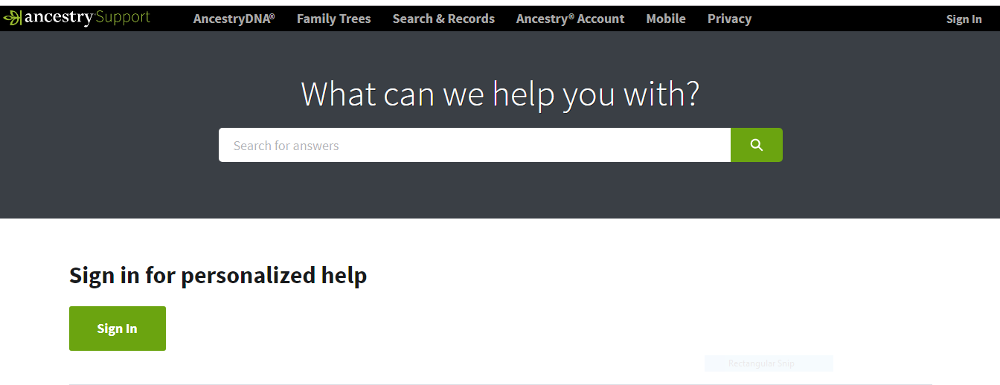 ancestry Support AncestryDNA® Family Trees Search & Records Ancestry® Account Mobile Privacy Sign In
What can we help you with?
Search for answers
Sign in for personalized help
Sign In
Rectangular Snip